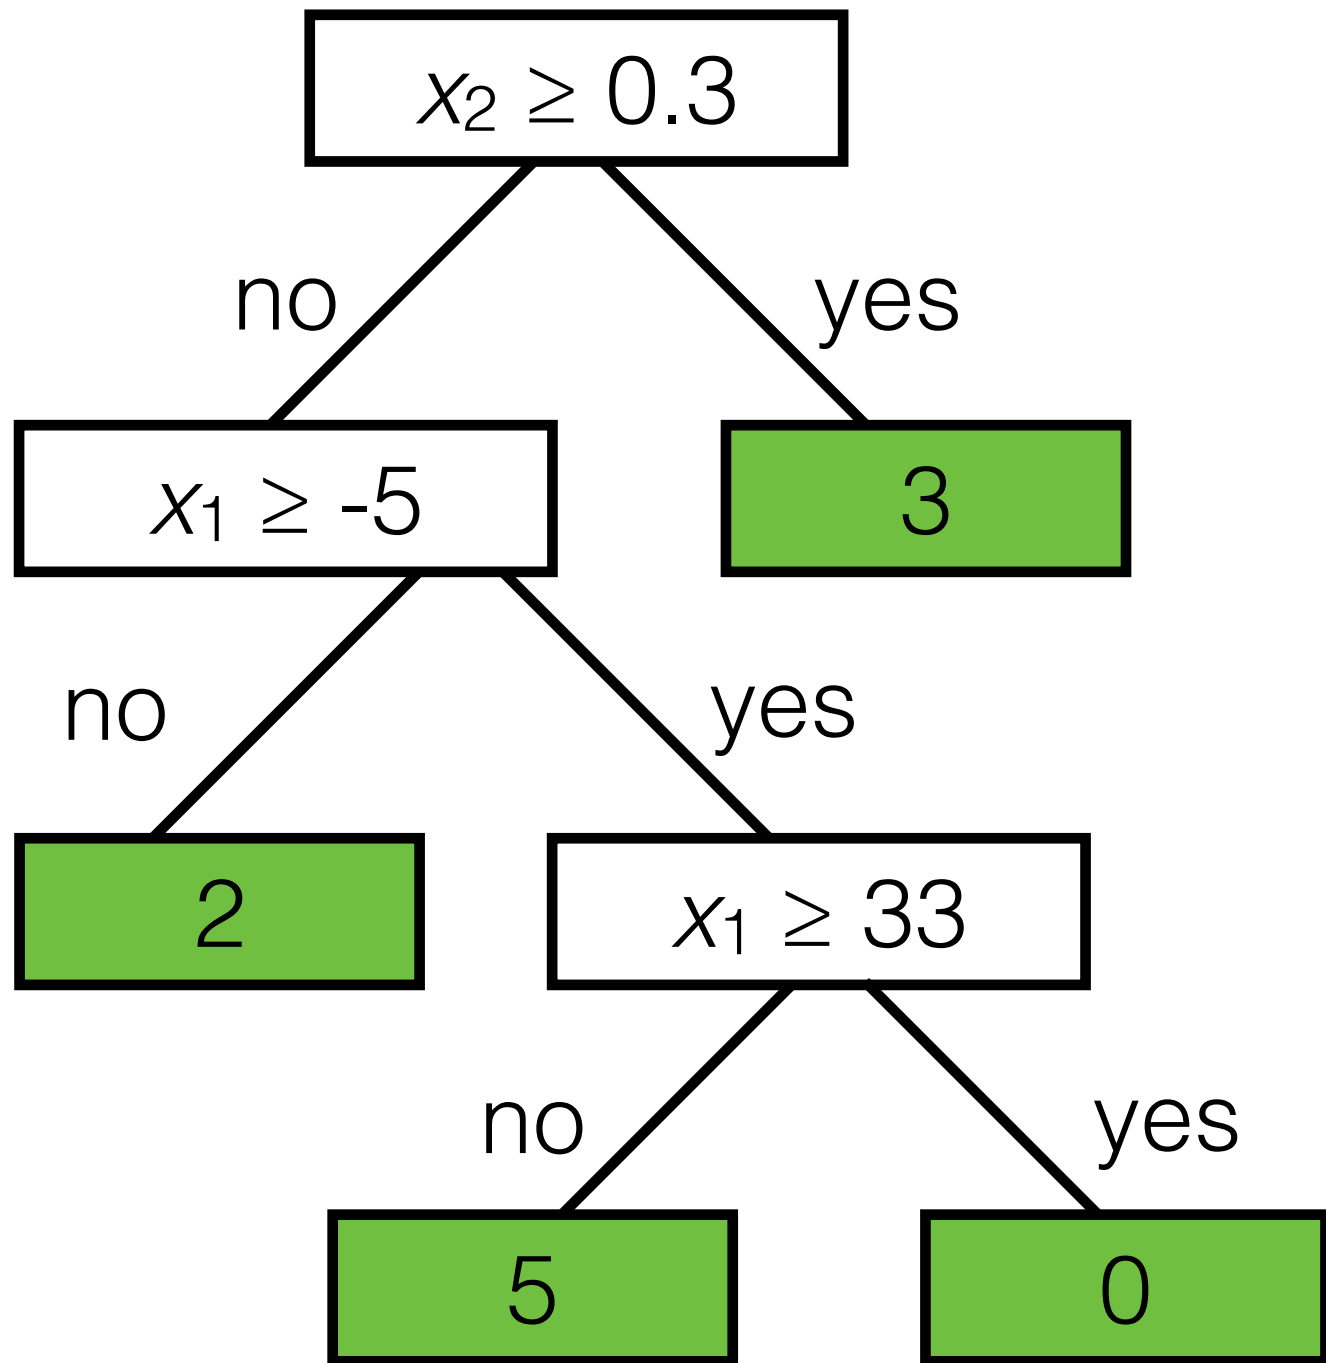 x₂ ≥ 0.3
no
yes
x₁ ≥ -5
3
no
yes
2
x₁ ≥ 33
no
yes
5
0